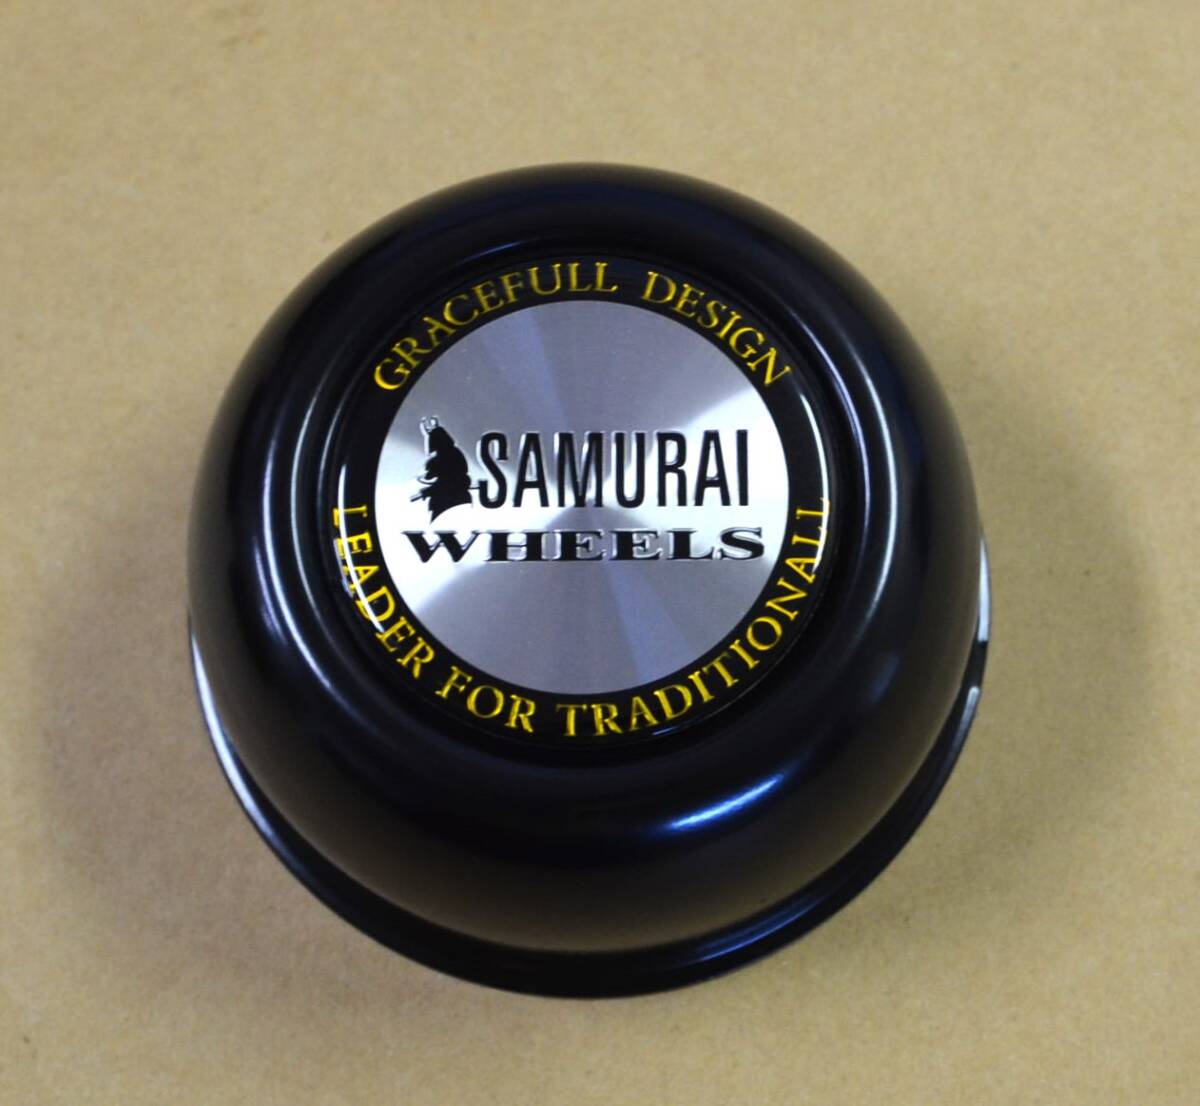 GRACEFULL DESIGN
SAMURAI
WHEELS
LEADER FOR TRADITIONALL